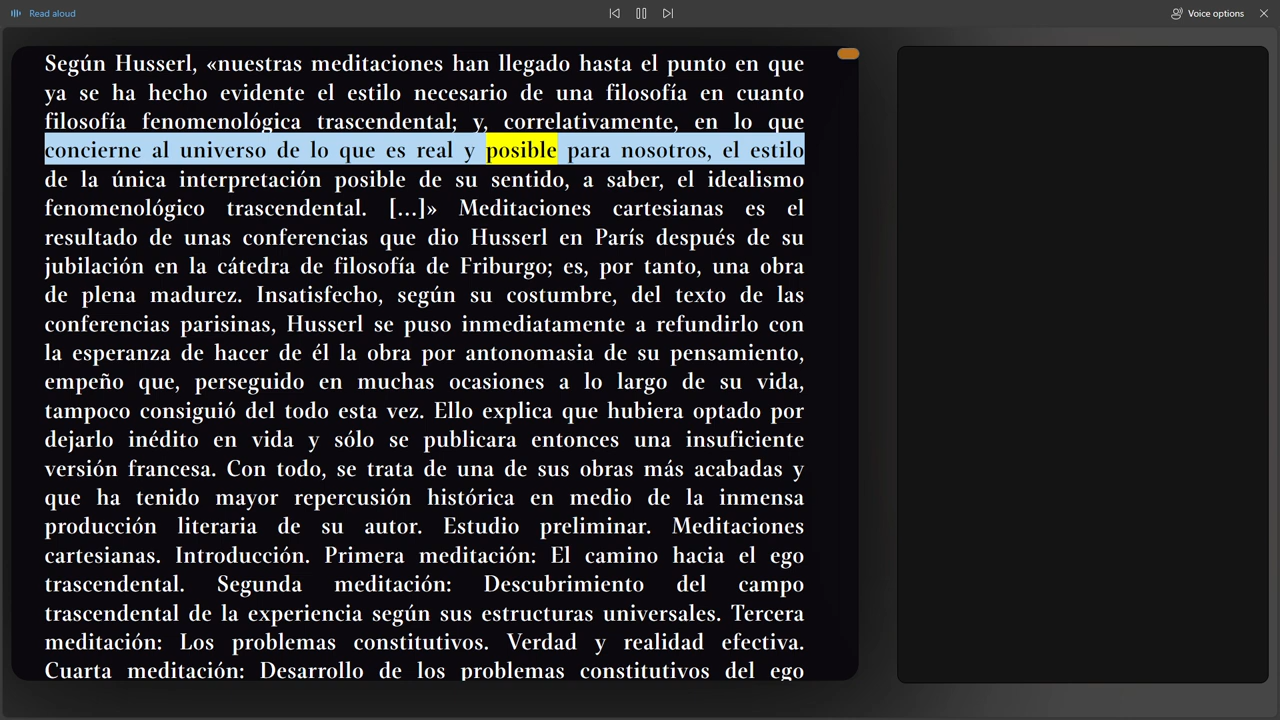 Read aloud
Voice options
Según Husserl, «nuestras meditaciones han llegado hasta el punto en que
ya se ha hecho evidente el estilo necesario de una filosofía en cuanto
filosofía fenomenológica trascendental; y, correlativamente, en lo que
concierne al universo de lo que es real y posible para nosotros, el estilo
de la única interpretación posible de su sentido, a saber, el idealismo
fenomenológico trascendental. [...]» Meditaciones cartesianas es el
resultado de unas conferencias que dio Husserl en París después de su
jubilación en la cátedra de filosofía de Friburgo; es, por tanto, una obra
de plena madurez. Insatisfecho, según su costumbre, del texto de las
conferencias parisinas, Husserl se puso inmediatamente a refundirlo con
la esperanza de hacer de él la obra por antonomasia de su pensamiento,
empeño que, perseguido en muchas ocasiones a lo largo de su vida,
tampoco consiguió del todo esta vez. Ello explica que hubiera optado por
dejarlo inédito en vida y sólo se publicara entonces una insuficiente
versión francesa. Con todo, se trata de una de sus obras más acabadas y
que ha tenido mayor repercusión histórica en medio de la inmensa
producción literaria de su autor. Estudio preliminar. Meditaciones
cartesianas. Introducción. Primera meditación: El camino hacia el ego
trascendental. Segunda meditación: Descubrimiento del campo
trascendental de la experiencia según sus estructuras universales. Tercera
meditación: Los problemas constitutivos. Verdad y realidad efectiva.
Cuarta meditación: Desarrollo de los problemas constitutivos del ego